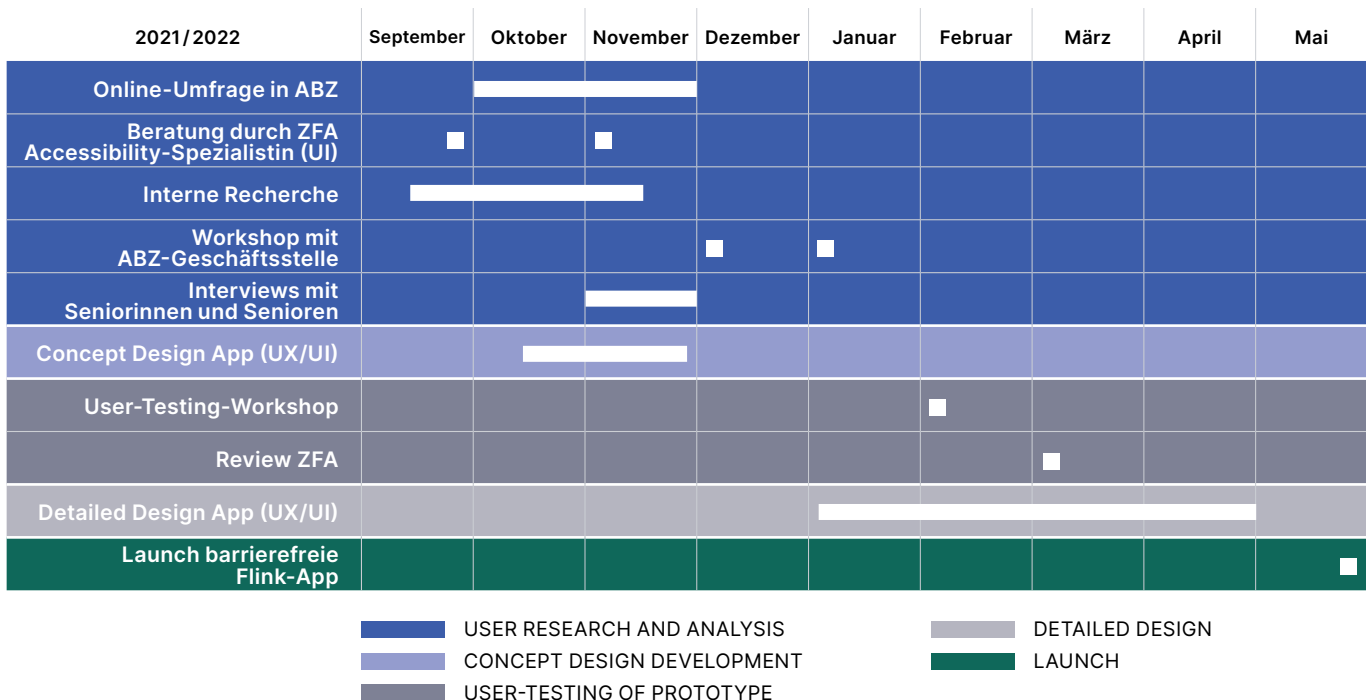 2021/2022 September Oktober November Dezember Januar Februar März April Mai
Online-Umfrage in ABZ
Beratung durch ZFA
Accessibility-Spezialistin (UI)
Interne Recherche
Workshop mit
ABZ-Geschäftsstelle
Interviews mit
Seniorinnen und Senioren
Concept Design App (UX/UI)
User-Testing-Workshop
Review ZFA
Detailed Design App (UX/UI)
Launch barrierefreie
Flink-App
USER RESEARCH AND ANALYSIS
CONCEPT DESIGN DEVELOPMENT
USER-TESTING OF PROTOTYPE
DETAILED DESIGN
LAUNCH